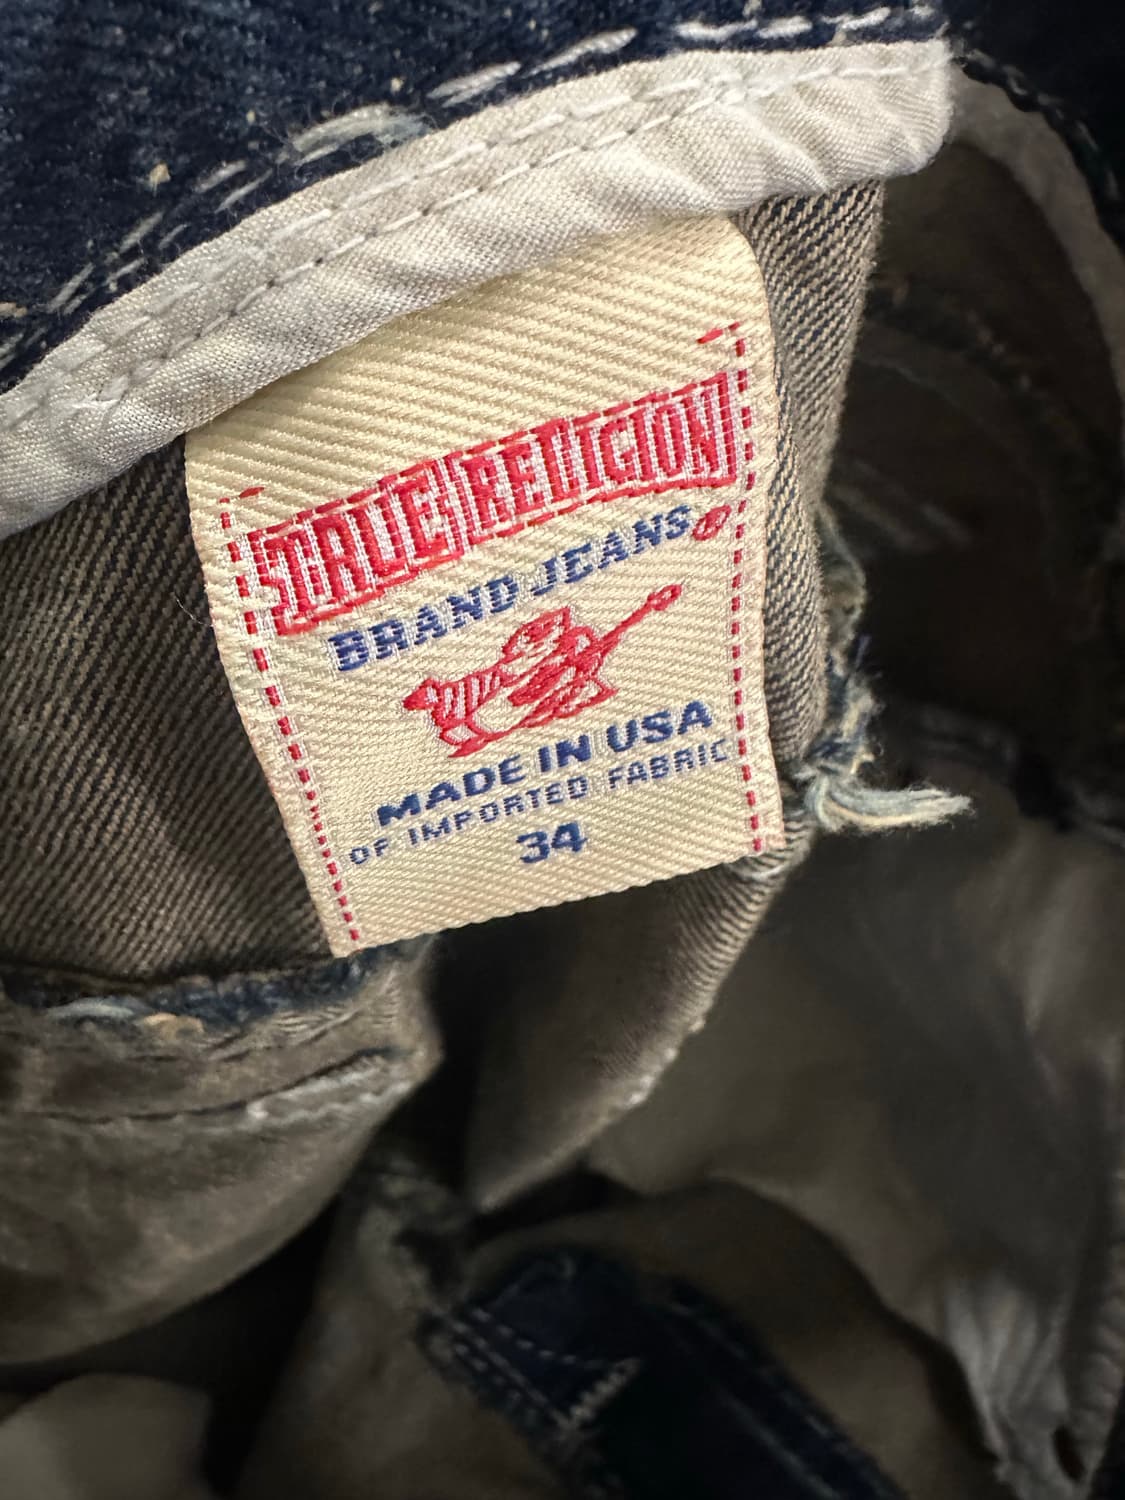 TRUE RELIGION
BRAND JEANS®
MADE IN USA
OF IMPORTED FABRIC
34